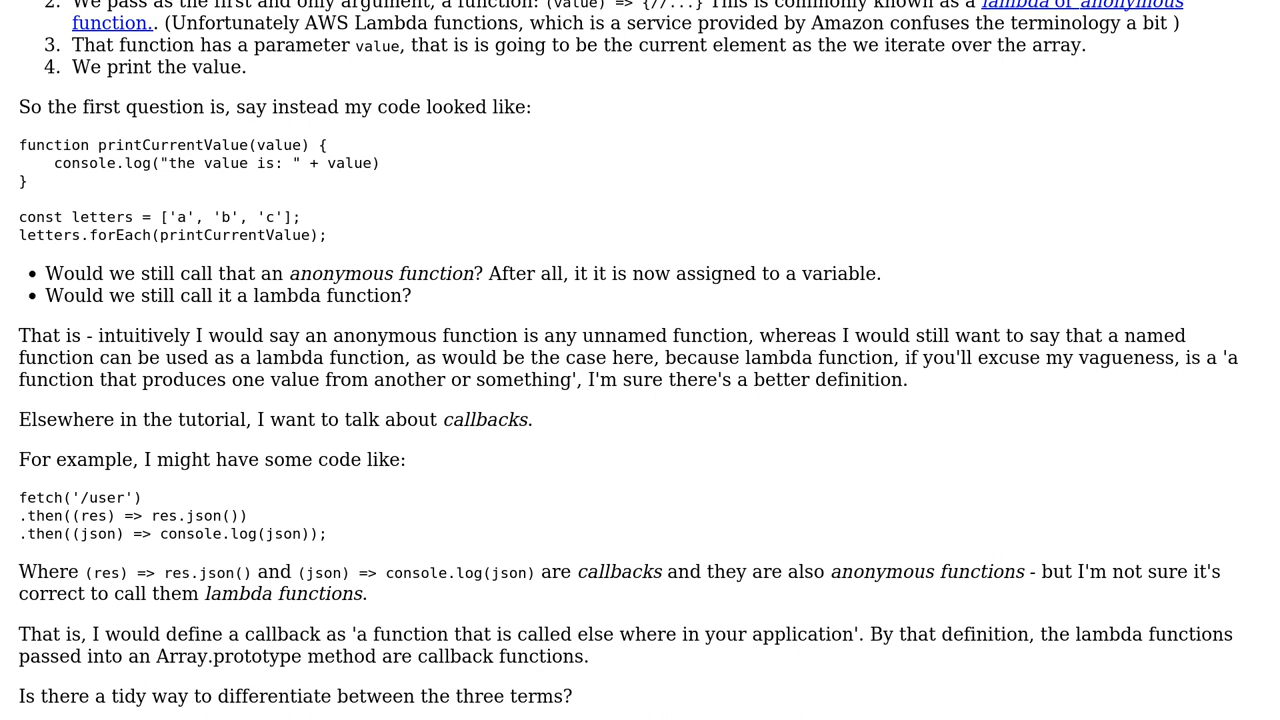 2. We pass as the first and only argument, a function: (value) => {//...} This is commonly known as a lambda or anonymous
function.. (Unfortunately AWS Lambda functions, which is a service provided by Amazon confuses the terminology a bit )
3. That function has a parameter value, that is is going to be the current element as the we iterate over the array.
4. We print the value.
So the first question is, say instead my code looked like:
function printCurrentValue(value) {
    console.log("the value is: " + value)
}
const letters = ['a', 'b', 'c'];
letters.forEach(printCurrentValue);
• Would we still call that an anonymous function? After all, it it is now assigned to a variable.
• Would we still call it a lambda function?
That is - intuitively I would say an anonymous function is any unnamed function, whereas I would still want to say that a named
function can be used as a lambda function, as would be the case here, because lambda function, if you'll excuse my vagueness, is a 'a
function that produces one value from another or something', I'm sure there's a better definition.
Elsewhere in the tutorial, I want to talk about callbacks.
For example, I might have some code like:
fetch('/user')
.then((res) => res.json())
.then((json) => console.log(json));
Where (res) => res.json() and (json) => console.log(json) are callbacks and they are also anonymous functions - but I'm not sure it's
correct to call them lambda functions.
That is, I would define a callback as 'a function that is called else where in your application'. By that definition, the lambda functions
passed into an Array.prototype method are callback functions.
Is there a tidy way to differentiate between the three terms?